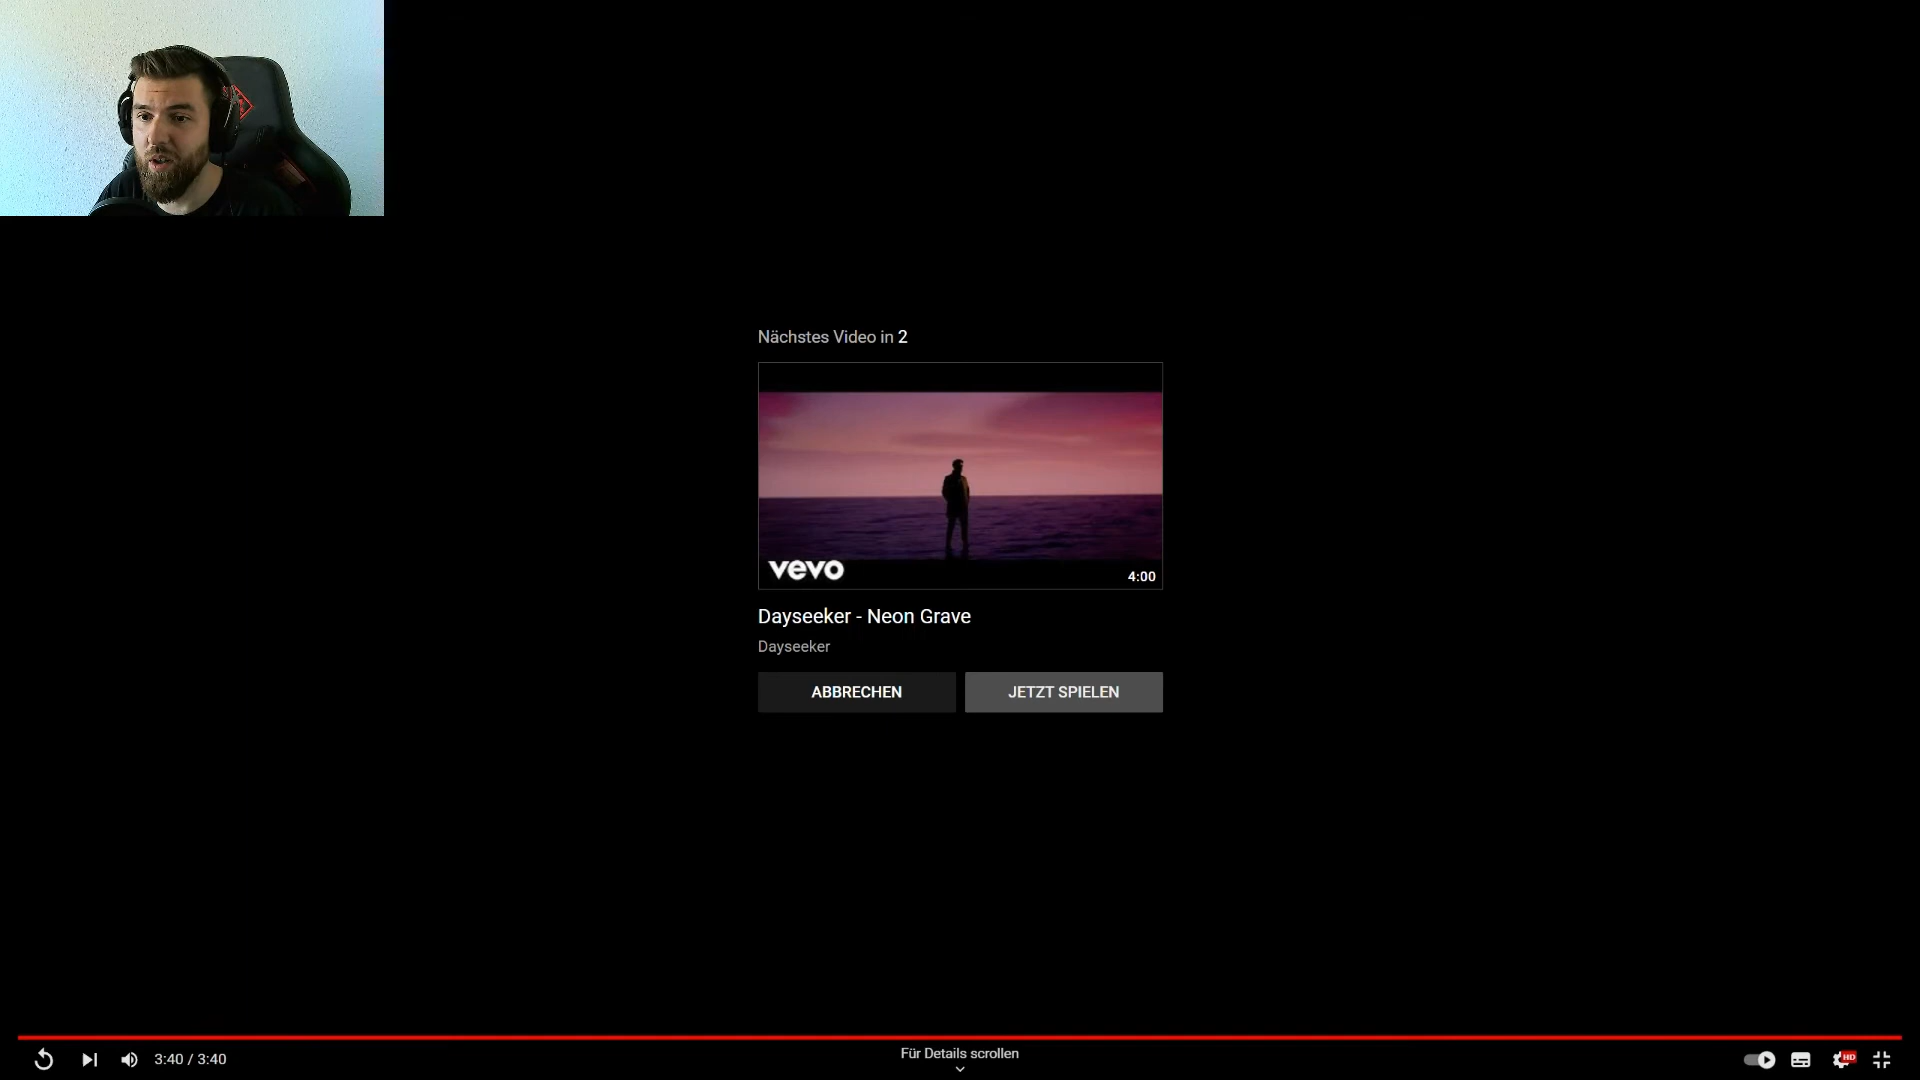 Nächstes Video in 2
vevo
4:00
Dayseeker - Neon Grave
Dayseeker
ABBRECHEN
JETZT SPIELEN
3:40 / 3:40
Für Details scrollen
HD